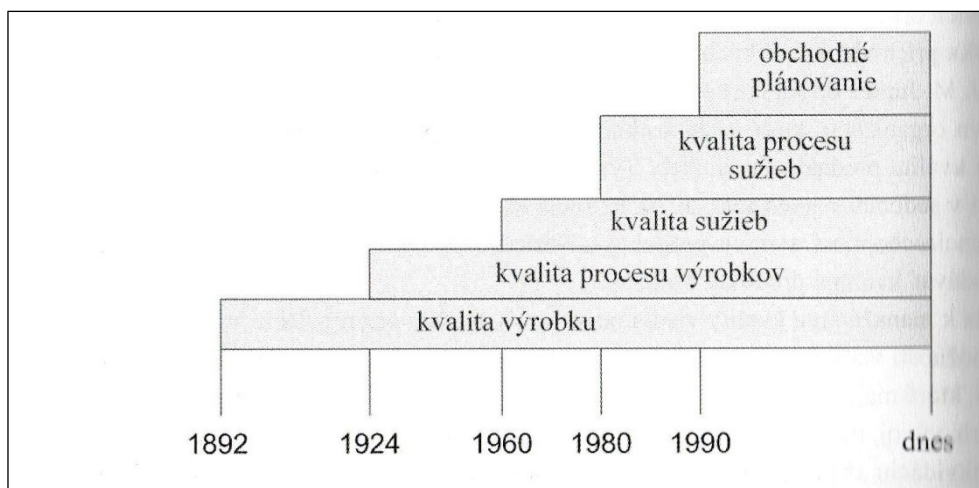 obchodné
plánovanie
kvalita procesu
sužieb
kvalita sužieb
kvalita procesu výrobkov
kvalita výrobku
1892 1924 1960 1980 1990 dnes